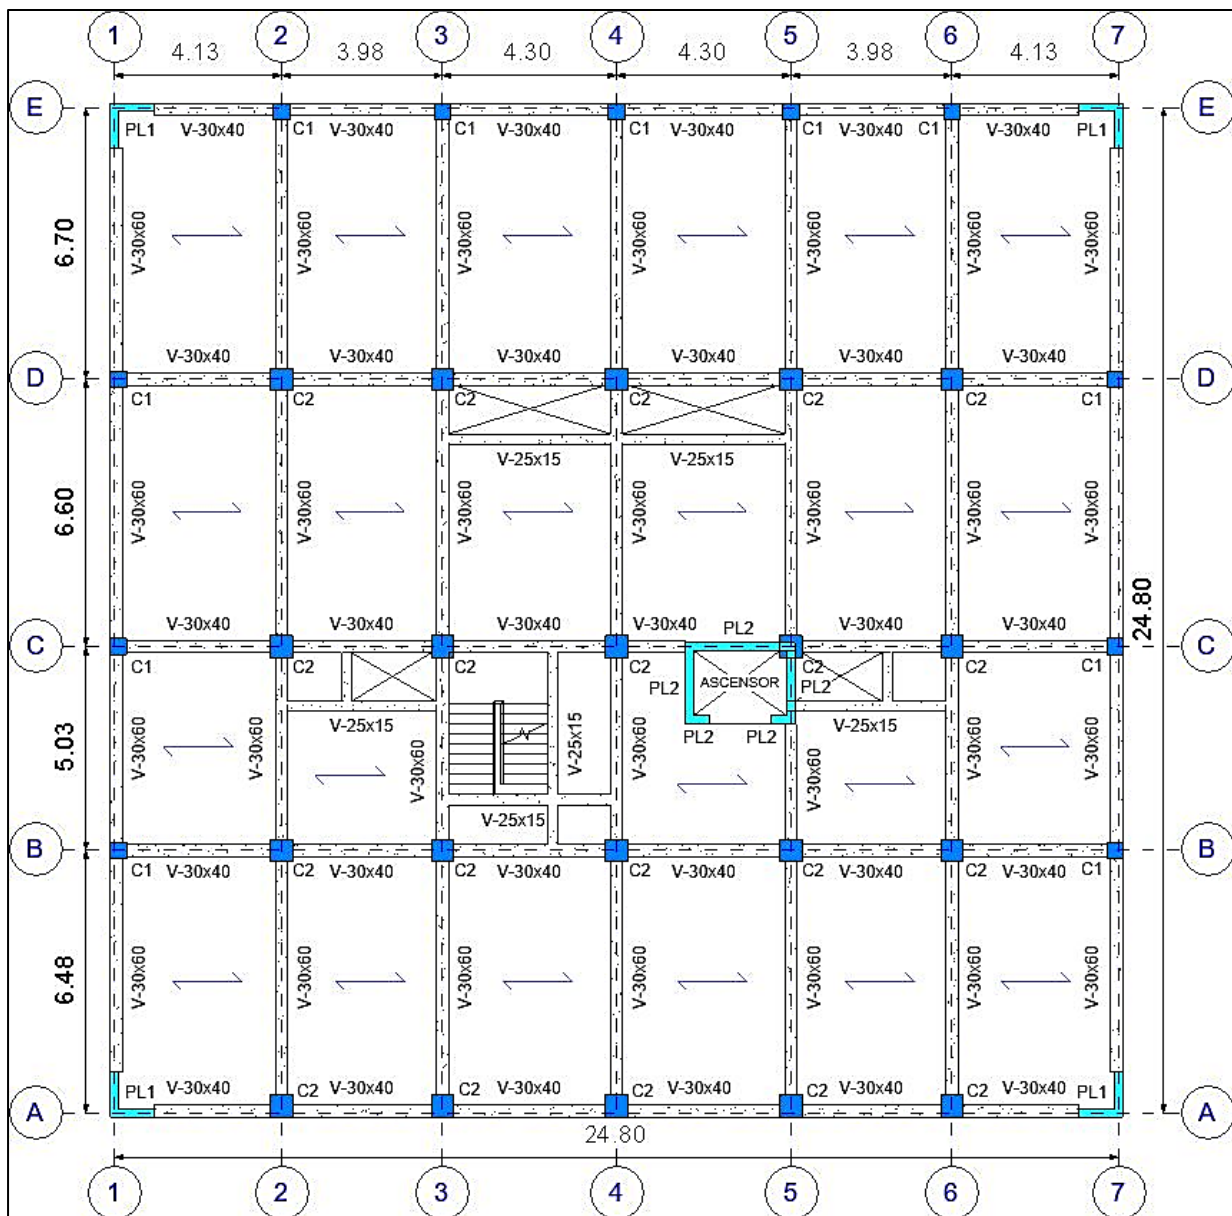 1 2 3 4 5 6 7
4.13 3.98 4.30 4.30 3.98 4.13
E E
PL1 V-30x40 C1 V-30x40 C1 V-30x40 C1 V-30x40 C1 V-30x40 C1 V-30x40 PL1
6.70
V-30x60 V-30x60 V-30x60 V-30x60 V-30x60 V-30x60 V-30x60
V-30x40 V-30x40 V-30x40 V-30x40 V-30x40 V-30x40
D D
C1 C2 C2 C2 C2 C2 C1
V-25x15 V-25x15
6.60
V-30x60 V-30x60 V-30x60 V-30x60 V-30x60 V-30x60 V-30x60
24.80
V-30x40 V-30x40 V-30x40 V-30x40 PL2 V-30x40 V-30x40
C C
C1 C2 C2 C2 C2 C2 C1
PL2 ASCENSOR PL2
V-25x15 PL2 PL2 V-25x15
5.03
V-30x60 V-30x60 V-30x60 V-25x15 V-30x60 V-30x60 V-30x60 V-30x60
V-25x15
B B
C1 V-30x40 C2 V-30x40 C2 V-30x40 C2 V-30x40 C2 V-30x40 C2 V-30x40 C1
6.48
V-30x60 V-30x60 V-30x60 V-30x60 V-30x60 V-30x60 V-30x60
PL1 V-30x40 C2 V-30x40 C2 V-30x40 C2 V-30x40 C2 V-30x40 C2 V-30x40 PL1
A A
24.80
1 2 3 4 5 6 7